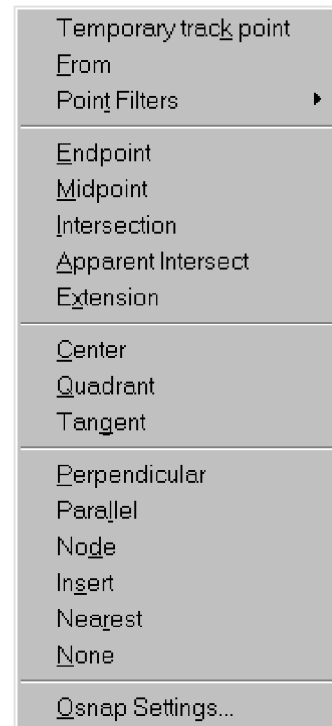 Temporary track point
From
Point Filters
Endpoint
Midpoint
Intersection
Apparent Intersect
Extension
Center
Quadrant
Tangent
Perpendicular
Parallel
Node
Insert
Nearest
None
Osnap Settings...